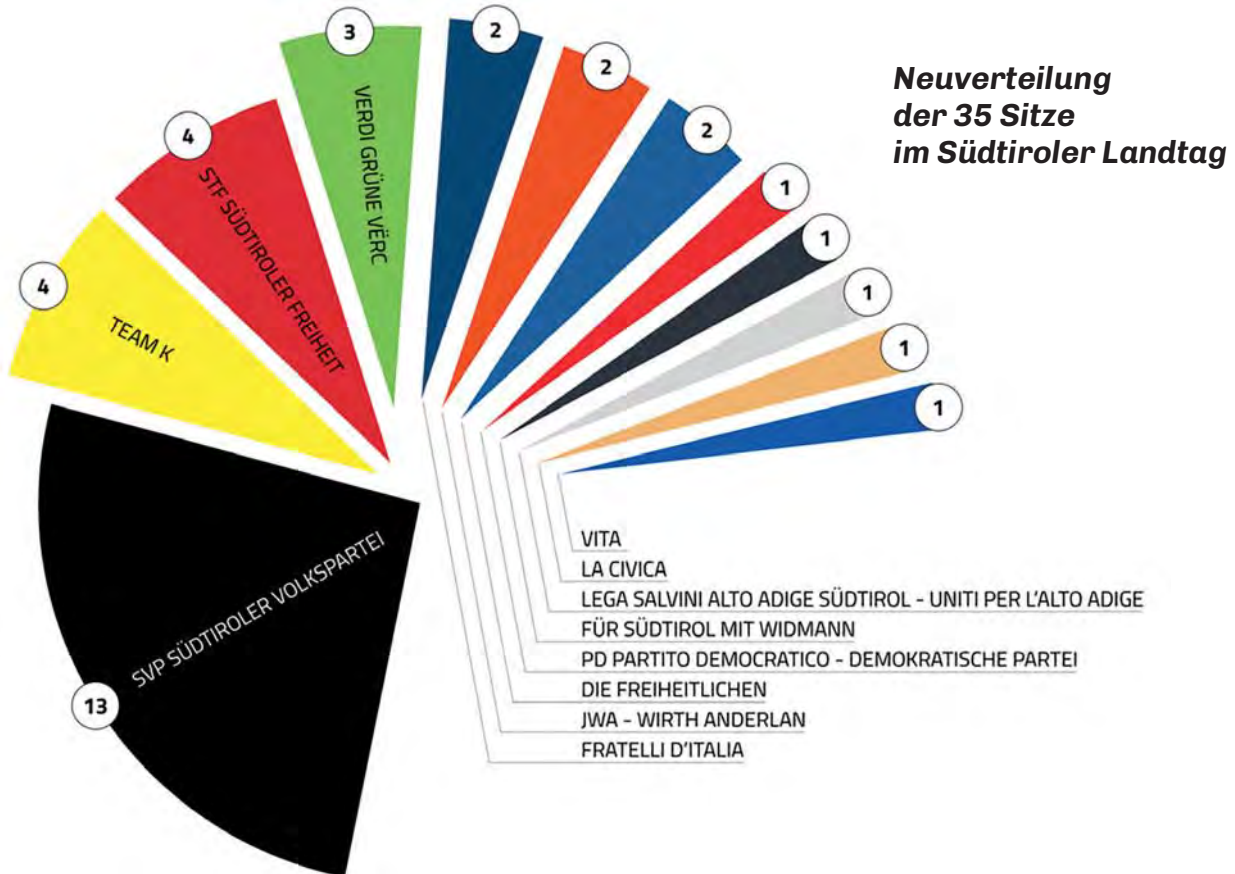 Neuverteilung
der 35 Sitze
im Südtiroler Landtag
13
SVP SÜDTIROLER VOLKSPARTEI
4
TEAM K
4
STF SÜDTIROLER FREIHEIT
3
VERDI GRÜNE VËRC
2
2
2
1
1
1
1
1
VITA
LA CIVICA
LEGA SALVINI ALTO ADIGE SÜDTIROL - UNITI PER L'ALTO ADIGE
FÜR SÜDTIROL MIT WIDMANN
PD PARTITO DEMOCRATICO - DEMOKRATISCHE PARTEI
DIE FREIHEITLICHEN
JWA - WIRTH ANDERLAN
FRATELLI D'ITALIA